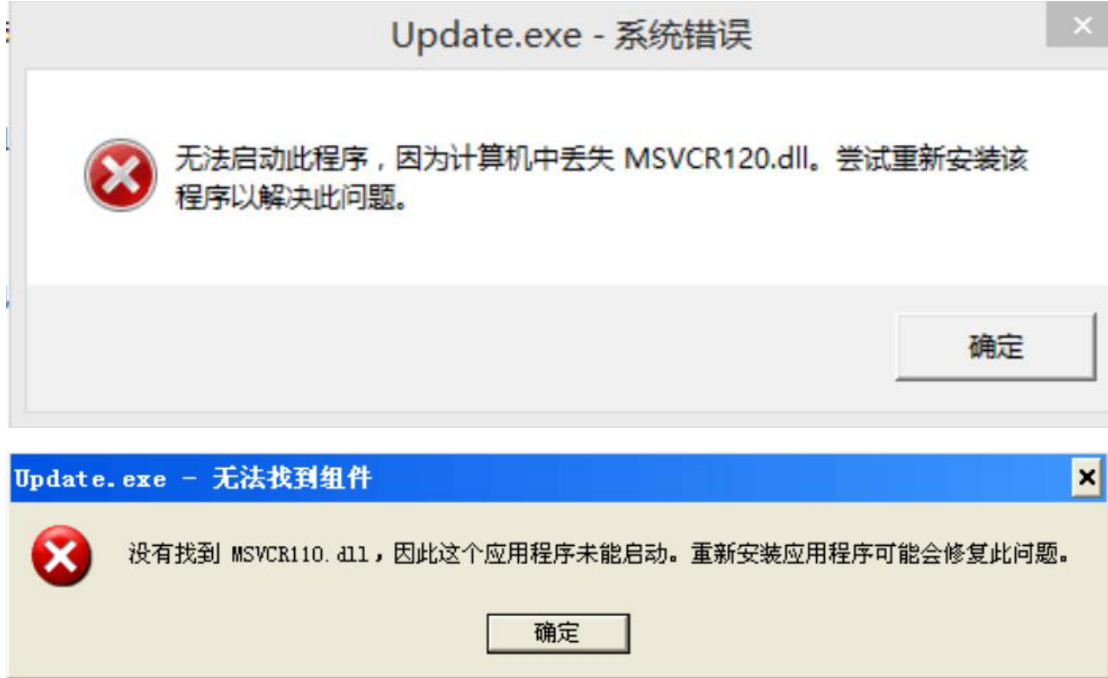 Update.exe - 系统错误
无法启动此程序，因为计算机中丢失 MSVCR120.dll。尝试重新安装该
程序以解决此问题。
确定
Update.exe - 无法找到组件
没有找到 MSVCR110.dll，因此这个应用程序未能启动。重新安装应用程序可能会修复此问题。
确定